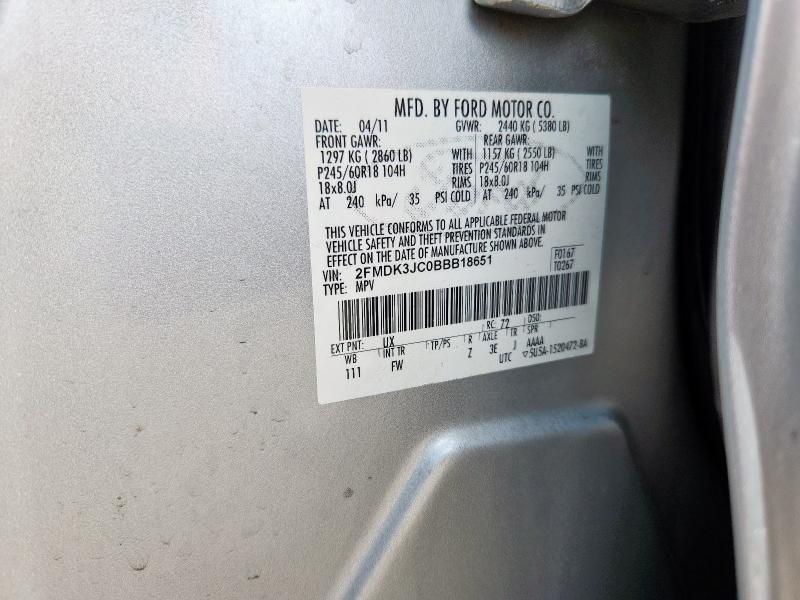 MFD. BY FORD MOTOR CO.
DATE: 04/11 GVWR: 2440 KG ( 5380 LB)
FRONT GAWR: REAR GAWR:
1297 KG ( 2860 LB) WITH 1157 KG ( 2550 LB) WITH
P245/60R18 104H TIRES P245/60R18 104H TIRES
18x8.0J RIMS 18x8.0J RIMS
AT 240 kPa/ 35 PSI COLD AT 240 kPa/ 35 PSI COLD
THIS VEHICLE CONFORMS TO ALL APPLICABLE FEDERAL MOTOR
VEHICLE SAFETY AND THEFT PREVENTION STANDARDS IN
EFFECT ON THE DATE OF MANUFACTURE SHOWN ABOVE.
VIN: 2FMDK3JC0BBB18651 F0167
TYPE: MPV T0267
EXT PNT: UX RC: 72 DSO:
WB INT TR TP/PS R AXLE TR SPR
111 FW Z 3E J AAAA
UTC ▽5U5A-1520472-BA